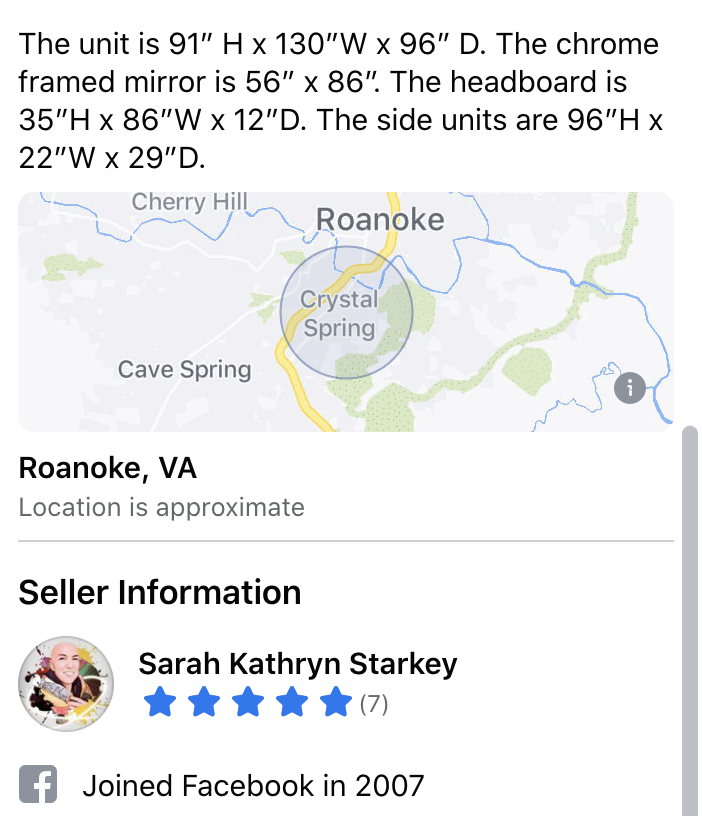 The unit is 91” H x 130”W x 96” D. The chrome
framed mirror is 56” x 86”. The headboard is
35”H x 86”W x 12”D. The side units are 96”H x
22”W x 29”D.
Cherry Hill
Roanoke
Crystal
Spring
Cave Spring
Roanoke, VA
Location is approximate
Seller Information
Sarah Kathryn Starkey
(7)
Joined Facebook in 2007